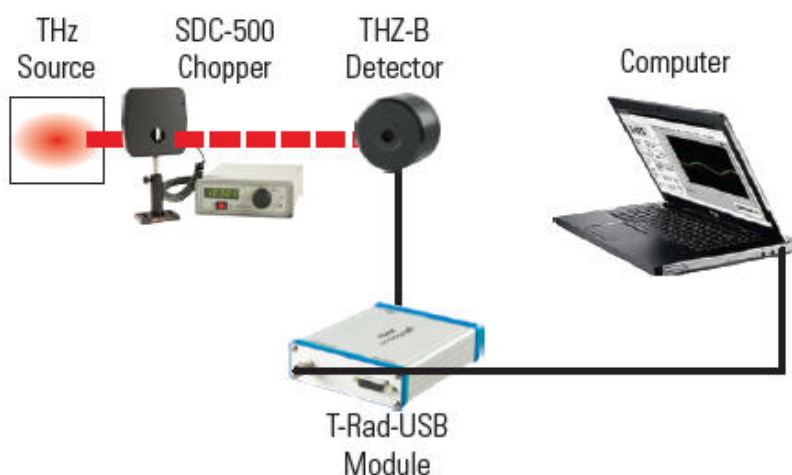 THz
Source
SDC-500
Chopper
THZ-B
Detector
Computer
T-Rad-USB
Module